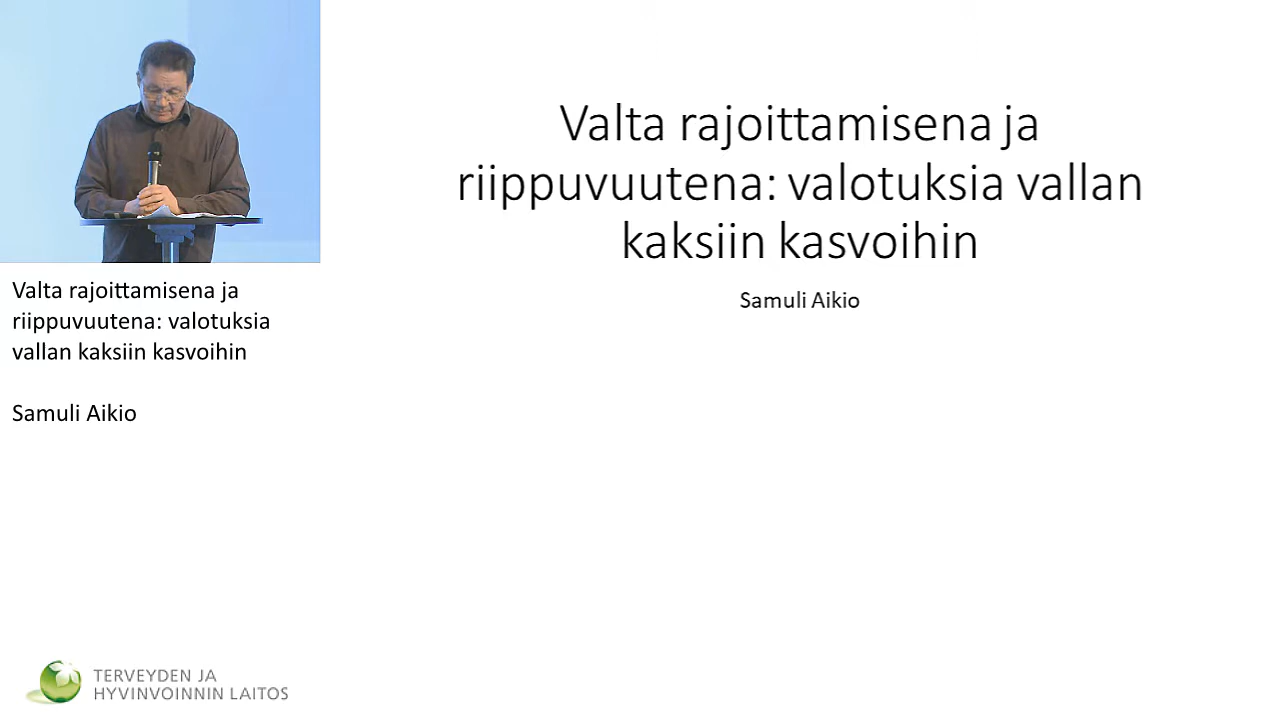 Valta rajoittamisena ja
riippuvuutena: valotuksia vallan
kaksiin kasvoihin
Samuli Aikio
Valta rajoittamisena ja
riippuvuutena: valotuksia
vallan kaksiin kasvoihin
Samuli Aikio
TERVEYDEN JA
HYVINVOINNIN LAITOS